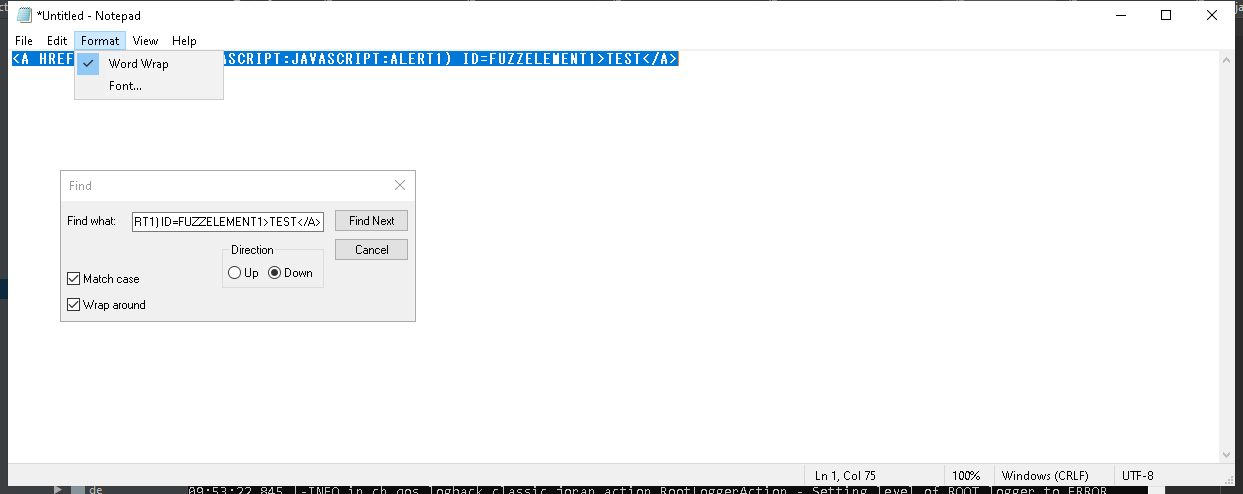 *Untitled - Notepad
File Edit Format View Help
<A HREF ASCRIPT:JAVASCRIPT:ALERT1) ID=FUZZELEMENT1>TEST</A>
Word Wrap
Font...
Find
Find what: RT1) ID=FUZZELEMENT1>TEST</A> Find Next
Direction Cancel
Up Down
Match case
Wrap around
Ln 1, Col 75 100% Windows (CRLF) UTF-8
de 09:53:22,845 |-INFO in ch.qos.logback.classic.joran.action.RootLoggerAction - Setting level of ROOT logger to ERROR